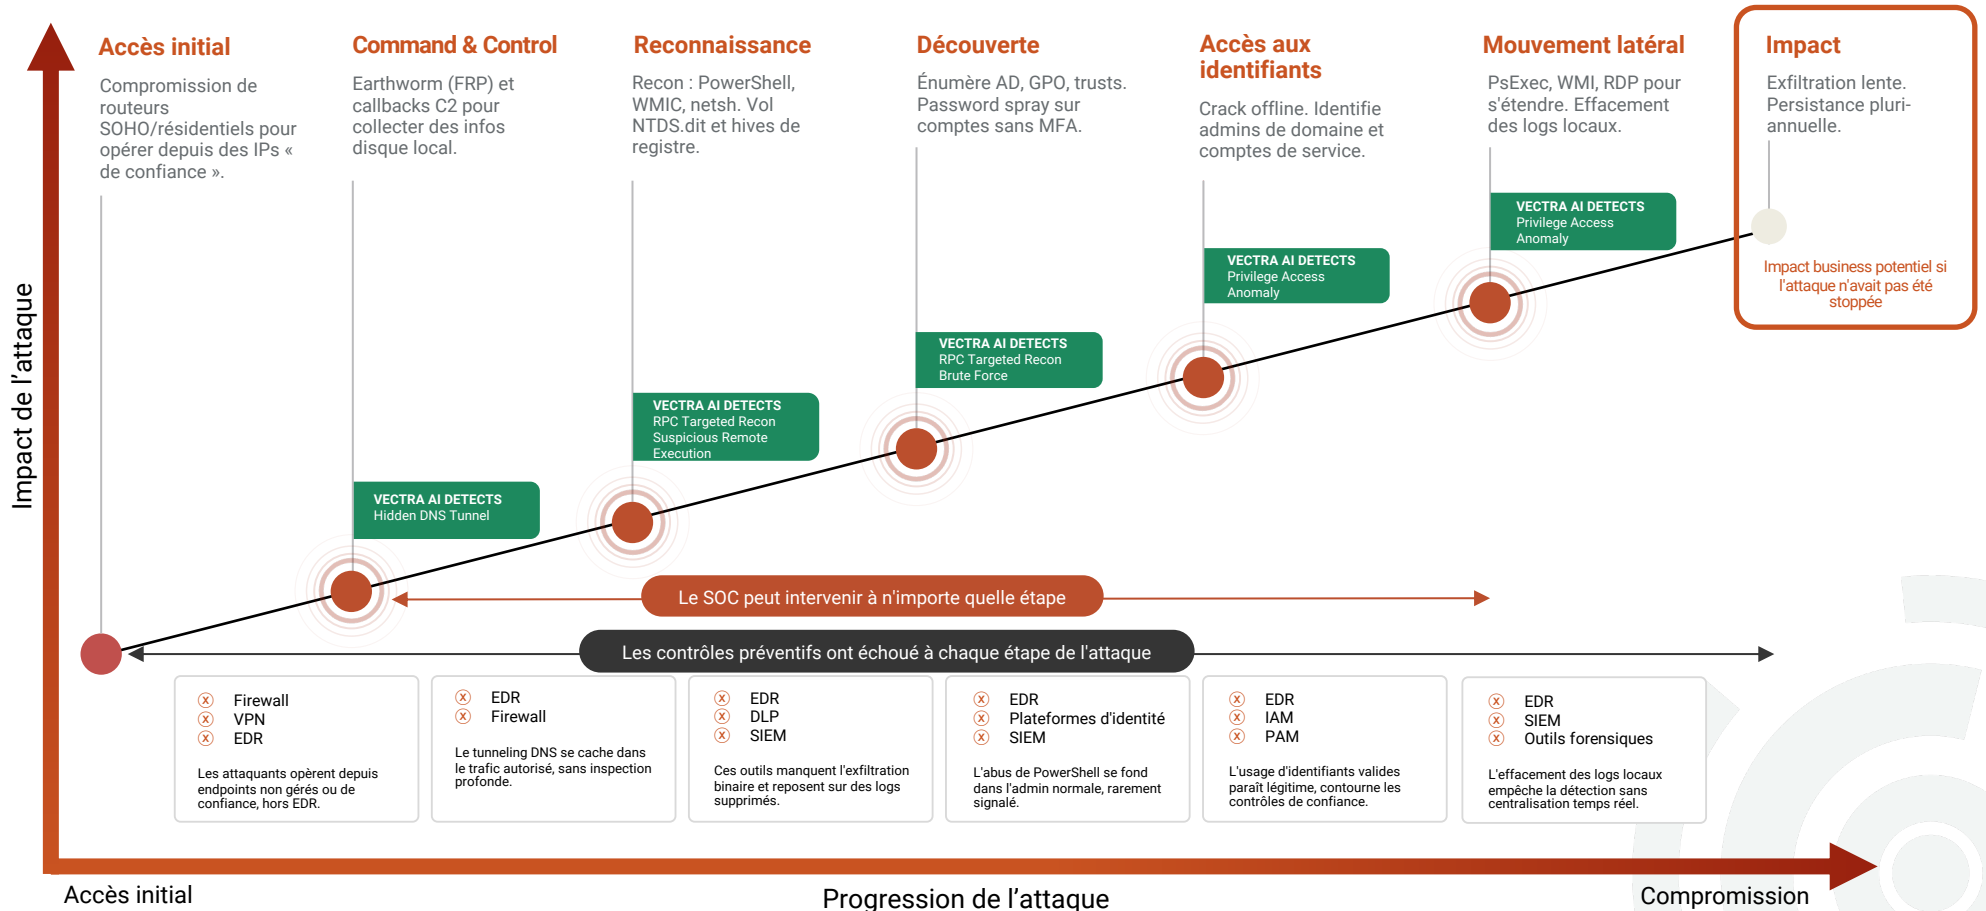 Accès initial
Compromission de
routeurs
SOHO/résidentiels pour
opérer depuis des IPs «
de confiance ».
Command & Control
Earthworm (FRP) et
callbacks C2 pour
collecter des infos
disque local.
Reconnaissance
Recon : PowerShell,
WMIC, netsh. Vol
NTDS.dit et hives de
registre.
Découverte
Énumère AD, GPO, trusts.
Password spray sur
comptes sans MFA.
Accès aux
identifiants
Crack offline. Identifie
admins de domaine et
comptes de service.
Mouvement latéral
PsExec, WMI, RDP pour
s'étendre. Effacement
des logs locaux.
Impact
Exfiltration lente.
Persistance pluri-
annuelle.
Impact business potentiel si
l'attaque n'avait pas été
stoppée
VECTRA AI DETECTS
Privilege Access
Anomaly
VECTRA AI DETECTS
Privilege Access
Anomaly
VECTRA AI DETECTS
RPC Targeted Recon
Brute Force
VECTRA AI DETECTS
RPC Targeted Recon
Suspicious Remote
Execution
VECTRA AI DETECTS
Hidden DNS Tunnel
Impact de l'attaque
Le SOC peut intervenir à n'importe quelle étape
Les contrôles préventifs ont échoué à chaque étape de l'attaque
x Firewall
x VPN
x EDR
Les attaquants opèrent depuis
endpoints non gérés ou de
confiance, hors EDR.
x EDR
x Firewall
Le tunneling DNS se cache dans
le trafic autorisé, sans inspection
profonde.
x EDR
x DLP
x SIEM
Ces outils manquent l'exfiltration
binaire et reposent sur des logs
supprimés.
x EDR
x Plateformes d'identité
x SIEM
L'abus de PowerShell se fond
dans l'admin normale, rarement
signalé.
x EDR
x IAM
x PAM
L'usage d'identifiants valides
paraît légitime, contourne les
contrôles de confiance.
x EDR
x SIEM
x Outils forensiques
L'effacement des logs locaux
empêche la détection sans
centralisation temps réel.
Accès initial
Progression de l'attaque
Compromission